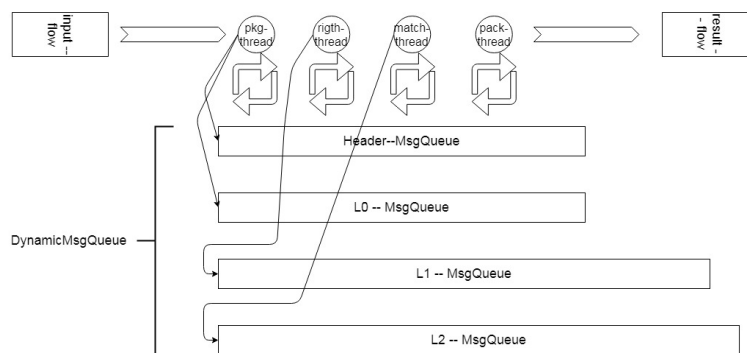 input --
flow
pkg-
thread
rigth-
thread
match-
thread
pack-
thread
result -
- flow
Header--MsgQueue
L0 -- MsgQueue
DynamicMsgQueue
L1 -- MsgQueue
L2 -- MsgQueue